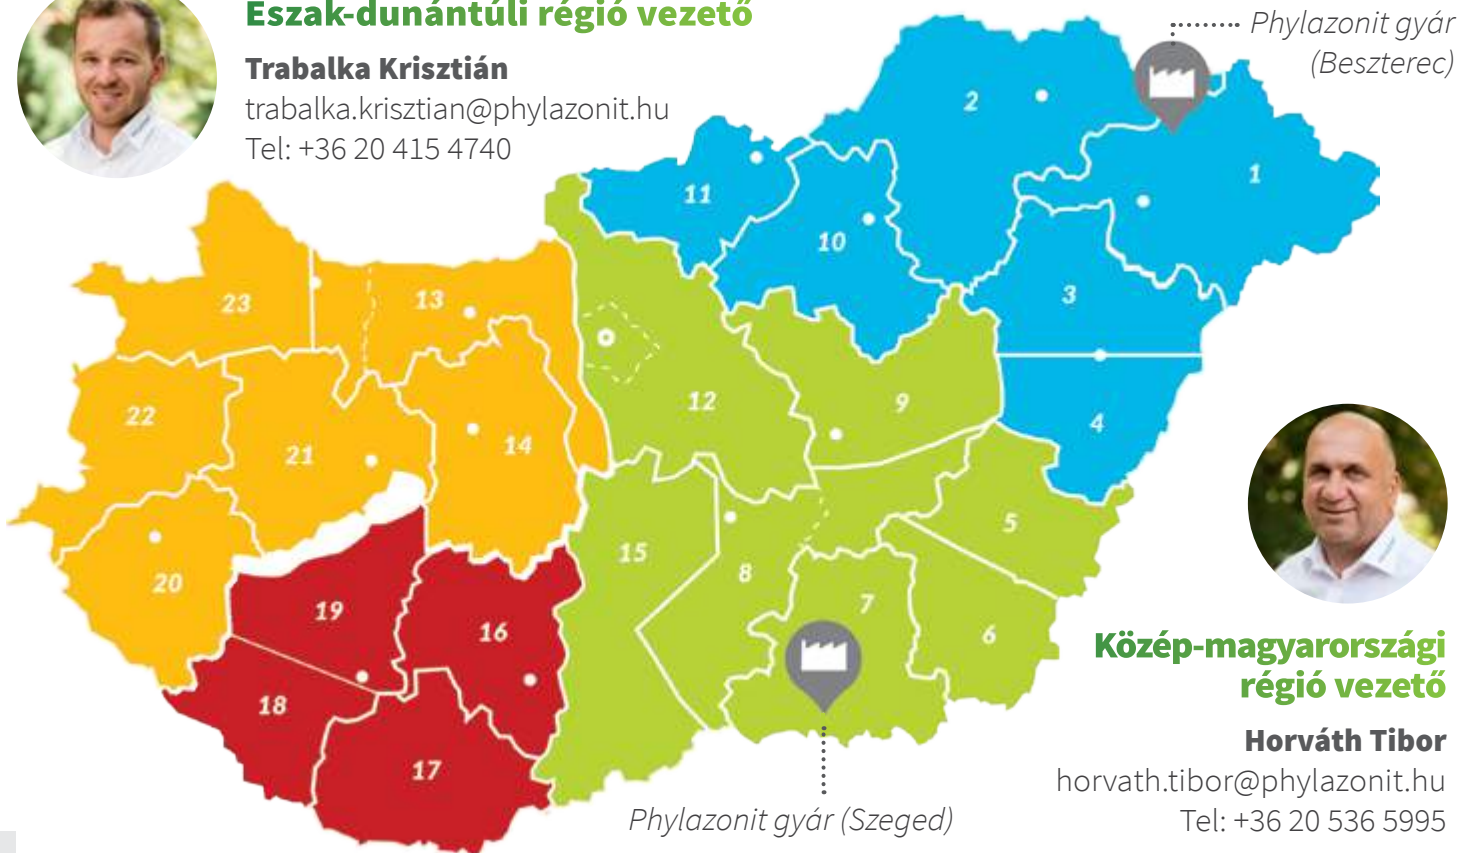 Észak-dunántúli régió vezető
Trabalka Krisztián
trabalka.krisztian@phylazonit.hu
Tel: +36 20 415 4740
Phylazonit gyár
(Beszterec)
2
1
11
10
3
23
13
12
9
22
4
21
14
5
15
8
20
7
19
16
6
18
17
Közép-magyarországi
régió vezető
Horváth Tibor
horvath.tibor@phylazonit.hu
Tel: +36 20 536 5995
Phylazonit gyár (Szeged)